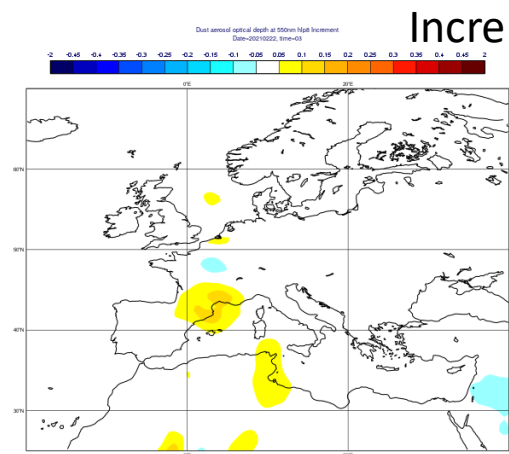 Incre
Dust aerosol optical depth at 550nm hlpit Increment
Date=20210222, time=03
-2 -0.45 -0.4 -0.35 -0.3 -0.25 -0.2 -0.15 -0.1 -0.05 0.05 0.1 0.15 0.2 0.25 0.3 0.35 0.4 0.45 2
0°E 20°E
60°N
50°N
40°N
30°N